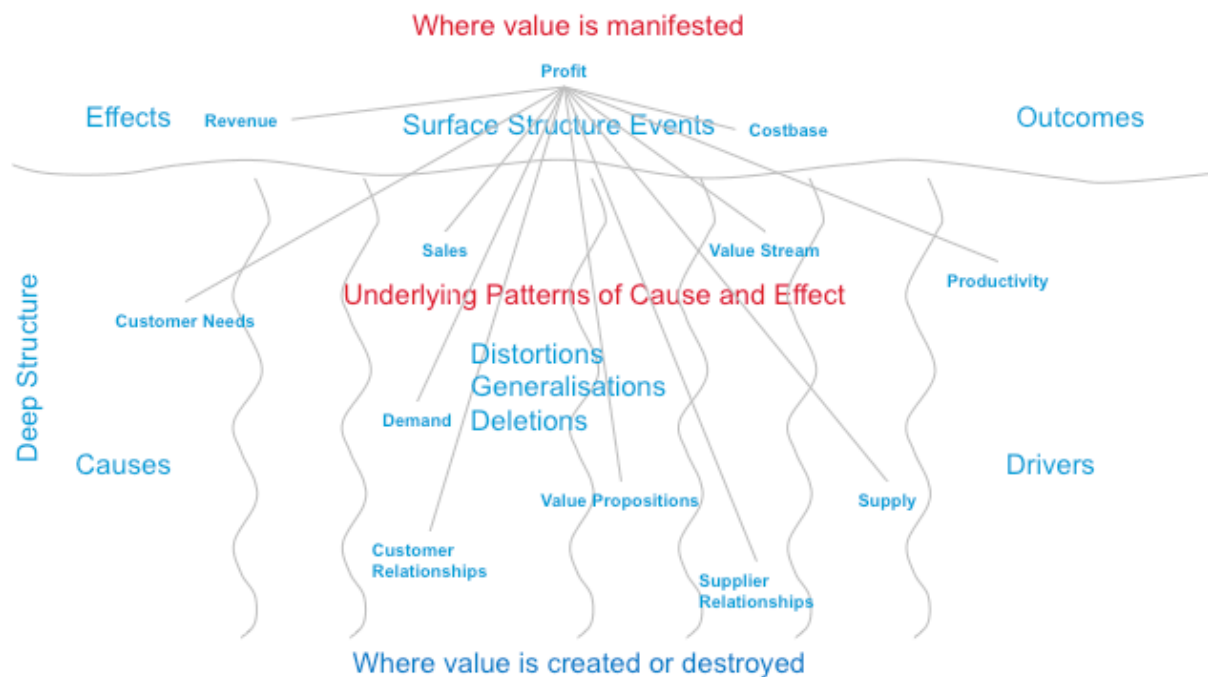 Where value is manifested
Profit
Effects
Revenue
Surface Structure Events
Costbase
Outcomes
Sales
Value Stream
Productivity
Underlying Patterns of Cause and Effect
Customer Needs
Deep Structure
Distortions
Generalisations
Deletions
Demand
Causes
Drivers
Value Propositions
Supply
Customer
Relationships
Supplier
Relationships
Where value is created or destroyed